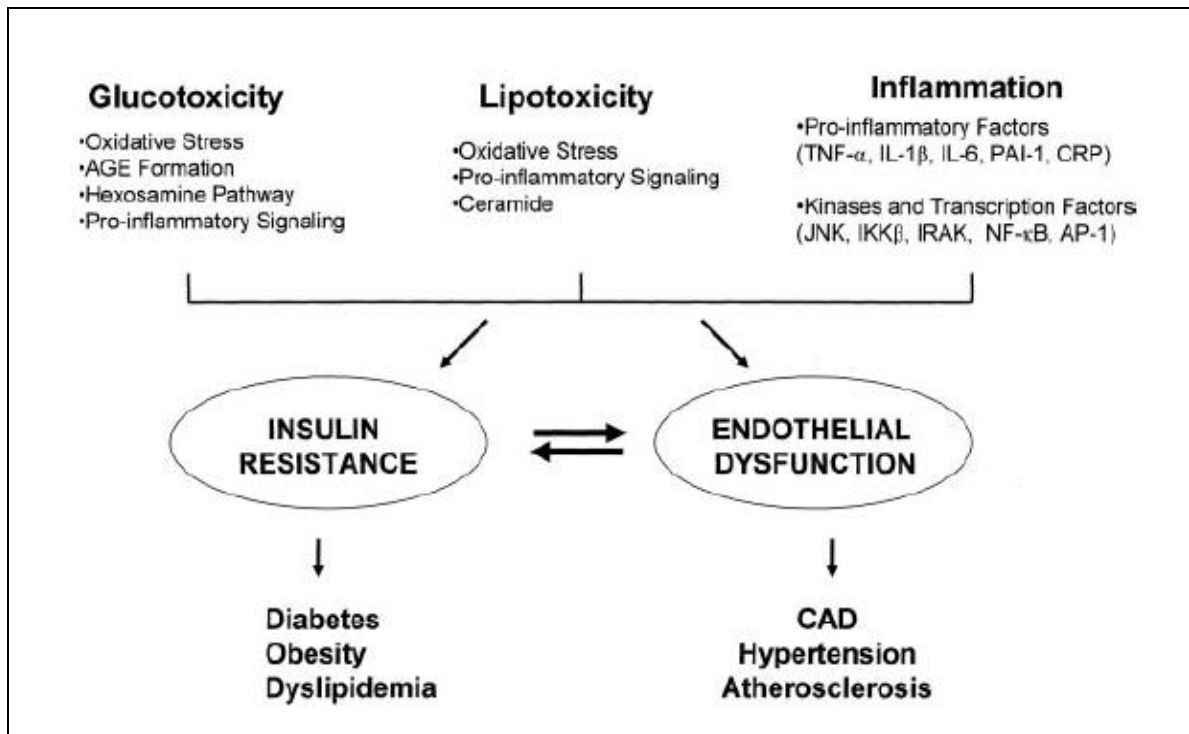 Glucotoxicity
•Oxidative Stress
•AGE Formation
•Hexosamine Pathway
•Pro-inflammatory Signaling
Lipotoxicity
•Oxidative Stress
•Pro-inflammatory Signaling
•Ceramide
Inflammation
•Pro-inflammatory Factors
(TNF-α, IL-1β, IL-6, PAI-1, CRP)
•Kinases and Transcription Factors
(JNK, IKKβ, IRAK, NF-κB, AP-1)
INSULIN
RESISTANCE
ENDOTHELIAL
DYSFUNCTION
Diabetes
Obesity
Dyslipidemia
CAD
Hypertension
Atherosclerosis